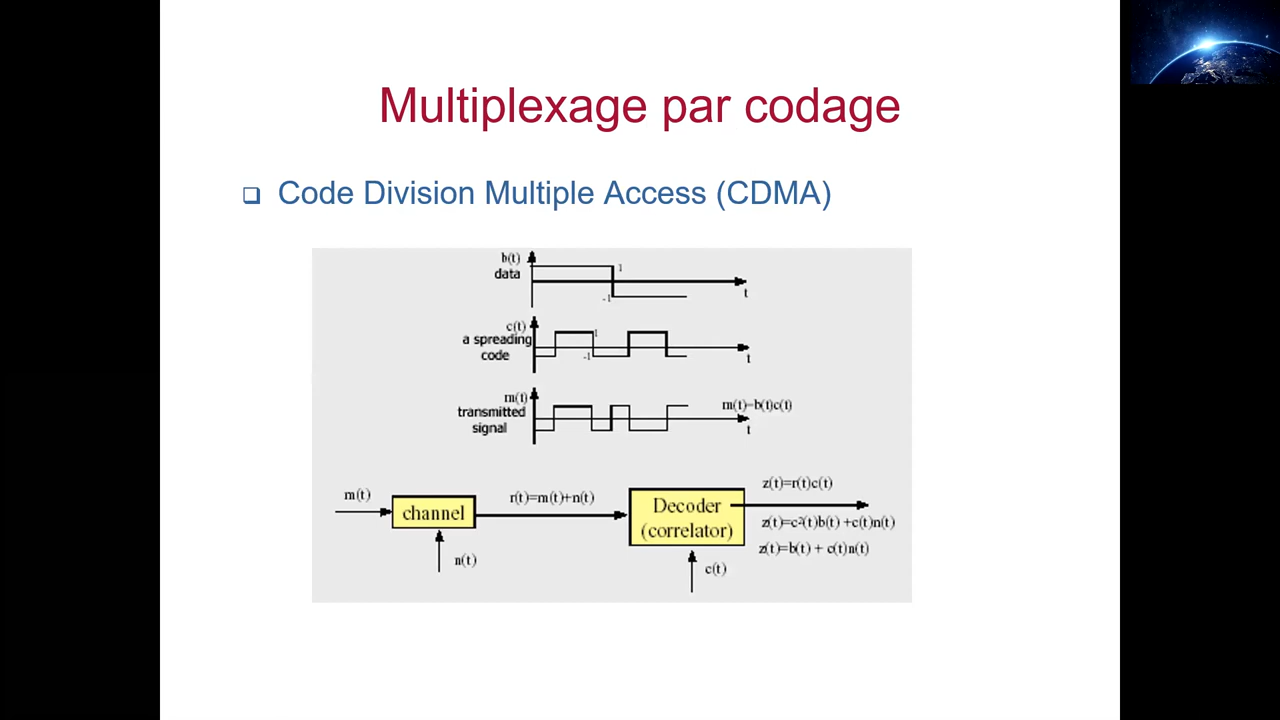 Multiplexage par codage
❑ Code Division Multiple Access (CDMA)
b(t)
data
1
-1
t
c(t)
a spreading
code
1
-1
t
m(t)
transmitted
signal
m(t)=b(t)c(t)
t
m(t)
channel
n(t)
r(t)=m(t)+n(t)
Decoder
(correlator)
c(t)
z(t)=r(t)c(t)
z(t)=c²(t)b(t) +c(t)n(t)
z(t)=b(t) + c(t)n(t)